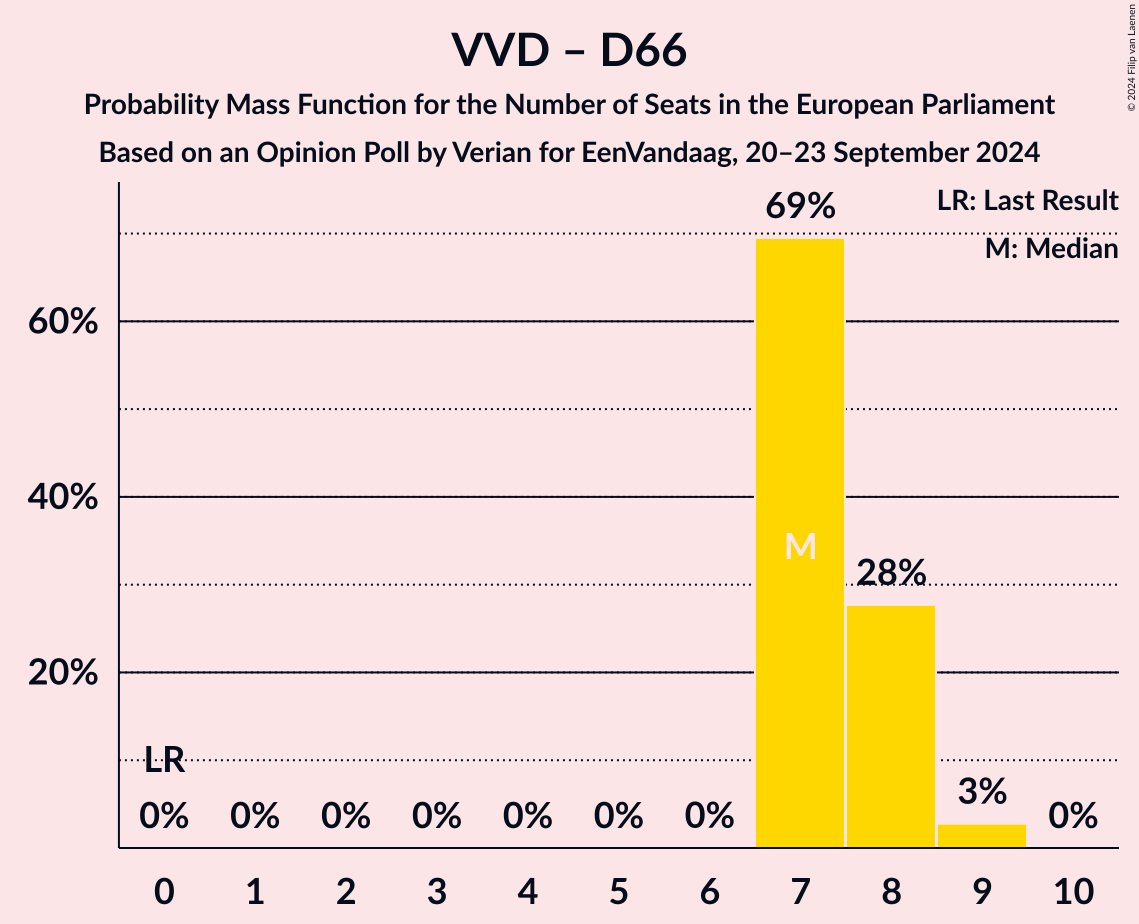 VVD – D66
Probability Mass Function for the Number of Seats in the European Parliament
Based on an Opinion Poll by Verian for EenVandaag, 20–23 September 2024
© 2024 Filip van Laenen
LR: Last Result
M: Median
69%
60%
40%
M
28%
20%
LR
0% 0% 0% 0% 0% 0% 0% 3% 0%
0 1 2 3 4 5 6 7 8 9 10